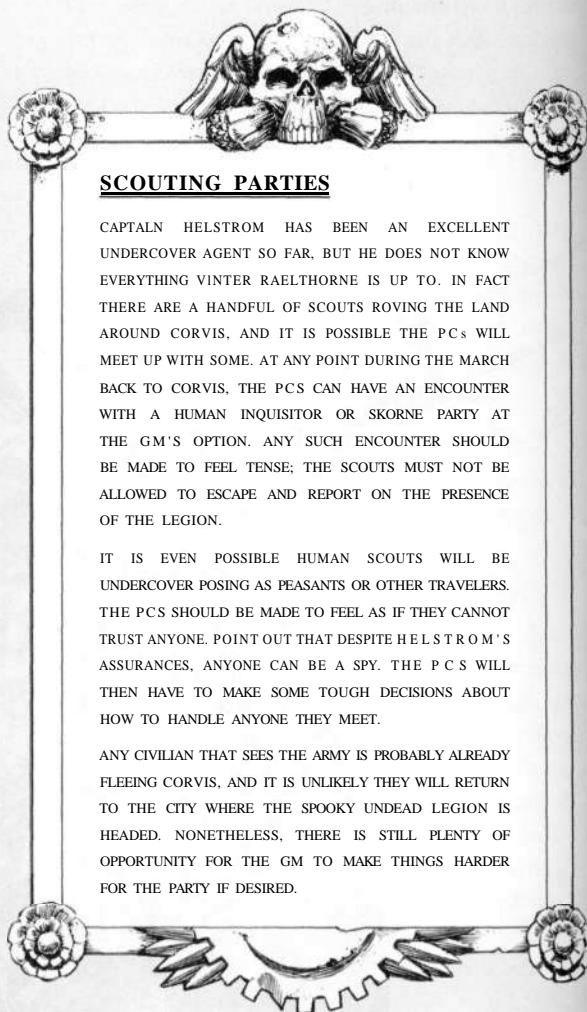 SCOUTING PARTIES
CAPTALN HELSTROM HAS BEEN AN EXCELLENT
UNDERCOVER AGENT SO FAR, BUT HE DOES NOT KNOW
EVERYTHING VlNTER RAELTHORNE IS UP TO. IN FACT
THERE ARE A HANDFUL OF SCOUTS ROVING THE LAND
AROUND CORVIS, AND IT IS POSSIBLE THE PCs WILL
MEET UP WITH SOME. AT ANY POINT DURING THE MARCH
BACK TO CORVIS, THE PCS CAN HAVE AN ENCOUNTER
WITH A HUMAN INQUISITOR OR SKORNE PARTY AT
THE GM'S OPTION. ANY SUCH ENCOUNTER SHOULD
BE MADE TO FEEL TENSE; THE SCOUTS MUST NOT BE
ALLOWED TO ESCAPE AND REPORT ON THE PRESENCE
OF THE LEGION.
IT IS EVEN POSSIBLE HUMAN SCOUTS WILL BE
UNDERCOVER POSING AS PEASANTS OR OTHER TRAVELERS.
THE PCS SHOULD BE MADE TO FEEL AS IF THEY CANNOT
TRUST ANYONE. POINT OUT THAT DESPITE HELSTROM'S
ASSURANCES, ANYONE CAN BE A SPY. THE PCS WILL
THEN HAVE TO MAKE SOME TOUGH DECISIONS ABOUT
HOW TO HANDLE ANYONE THEY MEET.
ANY CIVILIAN THAT SEES THE ARMY IS PROBABLY ALREADY
FLEEING CORVIS, AND IT IS UNLIKELY THEY WILL RETURN
TO THE CITY WHERE THE SPOOKY UNDEAD LEGION IS
HEADED. NONETHELESS, THERE IS STILL PLENTY OF
OPPORTUNITY FOR THE GM TO MAKE THINGS HARDER
FOR THE PARTY IF DESIRED.